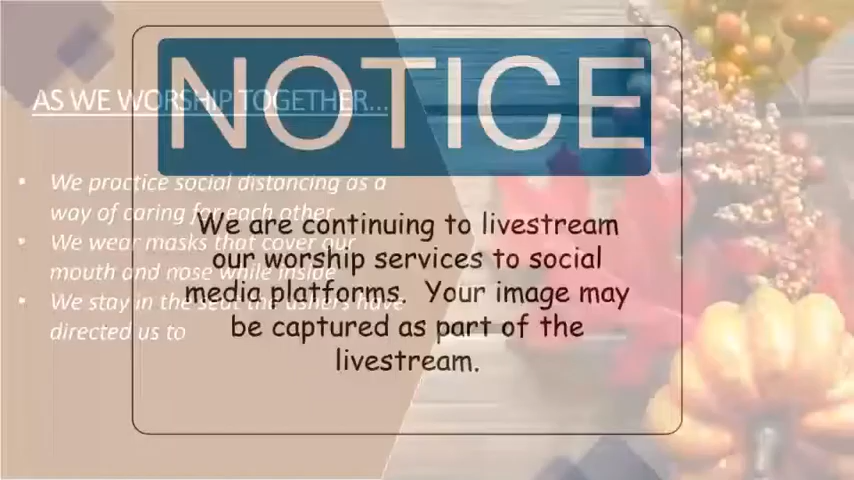 NOTICE
AS WE WORSHIP TOGETHER...
• We practice social distancing as a
way of caring for each other
• We wear masks that cover our
mouth and nose while inside
• We stay in the seat the ushers have
directed us to
We are continuing to livestream
our worship services to social
media platforms. Your image may
be captured as part of the
livestream.